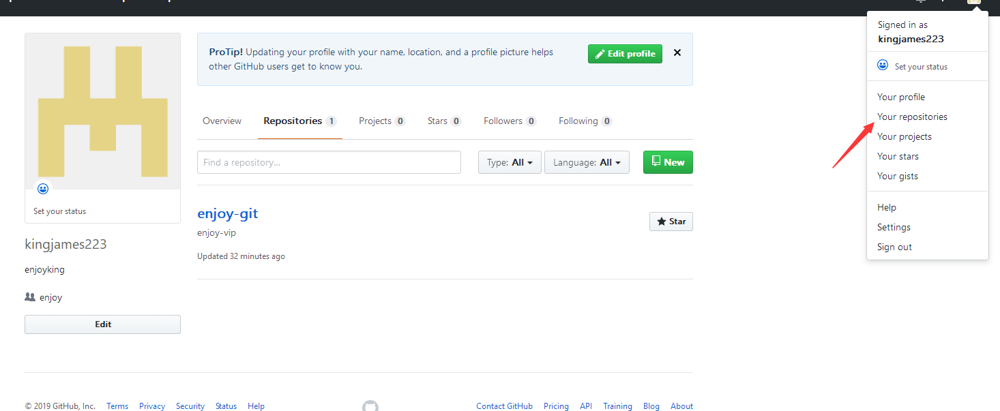 Signed in as
kingjames223
Set your status
Your profile
Your repositories
Your projects
Your stars
Your gists
Help
Settings
Sign out
ProTip! Updating your profile with your name, location, and a profile picture helps
other GitHub users get to know you.
Edit profile
Overview Repositories 1 Projects 0 Stars 0 Followers 0 Following 0
Find a repository... Type: All Language: All New
enjoy-git
enjoy-vip
Updated 32 minutes ago
Star
Set your status
kingjames223
enjoyking
enjoy
Edit
© 2019 GitHub, Inc. Terms Privacy Security Status Help Contact GitHub Pricing API Training Blog About